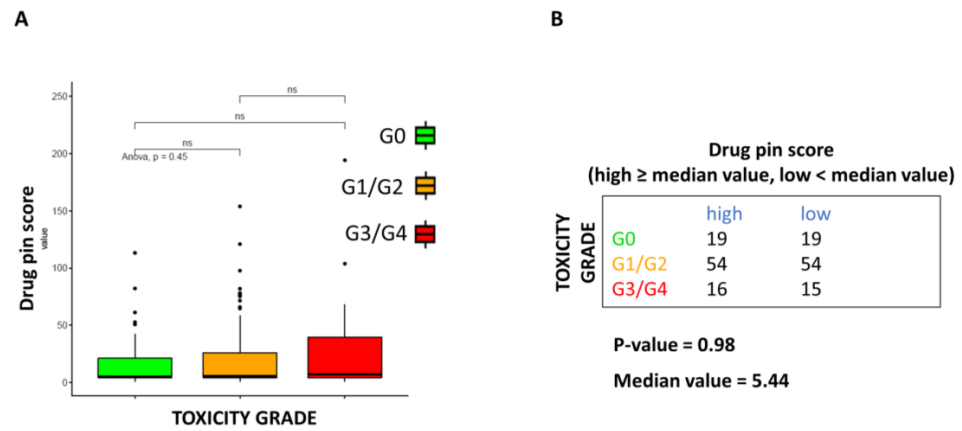 A
B
250
200
150
100
50
0
Drug pin score
value
ns
ns
ns
Anova, p = 0.45
G0
G1/G2
G3/G4
TOXICITY GRADE
Drug pin score
(high ≥ median value, low < median value)
TOXICITY
GRADE
high low
G0 19 19
G1/G2 54 54
G3/G4 16 15
P-value = 0.98
Median value = 5.44